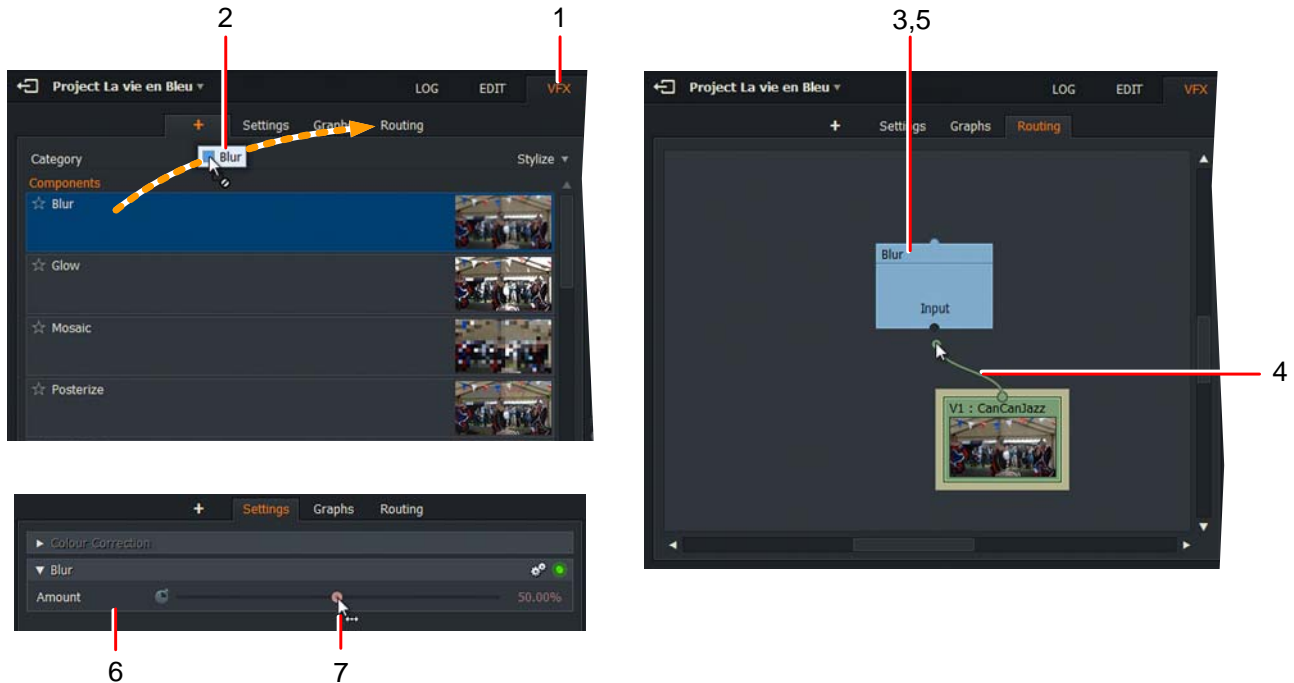 2
1
Project La vie en Bleu
LOG
EDIT
VFX
+
Settings
Graphs
Routing
Category
Blur
Stylize
Components
Blur
Glow
Mosaic
Posterize
3,5
Project La vie en Bleu
LOG
EDIT
VFX
+
Settings
Graphs
Routing
Blur
Input
4
V1 : CanCanJazz
+
Settings
Graphs
Routing
Colour Correction
Blur
Amount
50.00%
6
7